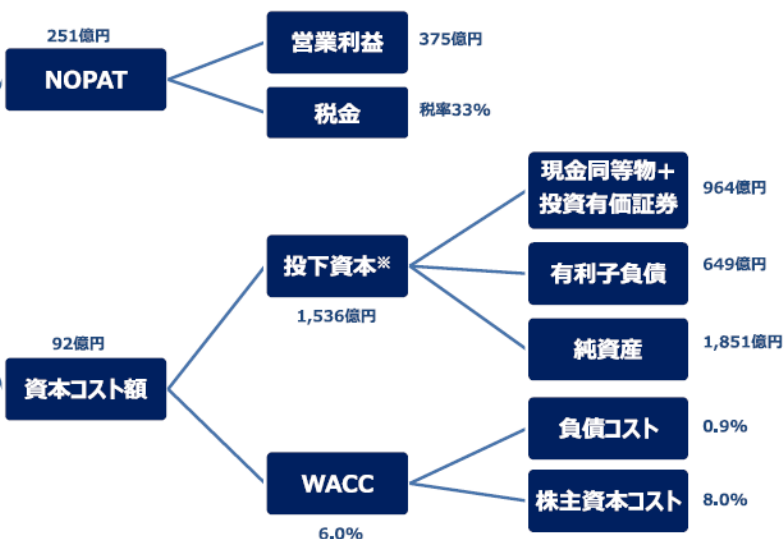 251億円
NOPAT
営業利益
375億円
税金
税率33%
現金同等物+
投資有価証券
964億円
投下資本※
1,536億円
有利子負債
649億円
純資産
1,851億円
92億円
資本コスト額
負債コスト
0.9%
WACC
6.0%
株主資本コスト
8.0%